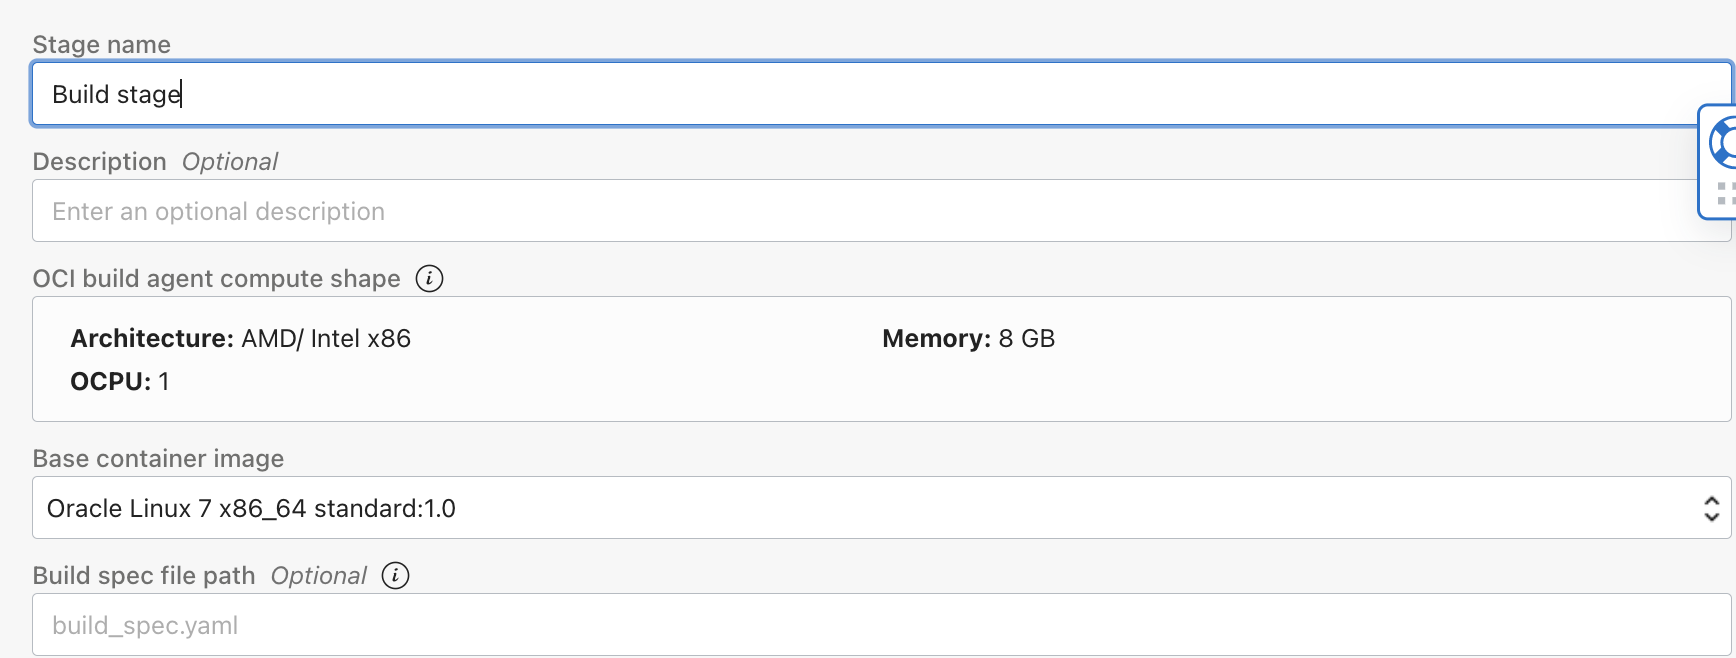 Stage name
Build stage
Description Optional
Enter an optional description
OCI build agent compute shape i
Architecture: AMD/ Intel x86
Memory: 8 GB
OCPU: 1
Base container image
Oracle Linux 7 x86_64 standard:1.0
Build spec file path Optional i
build_spec.yaml